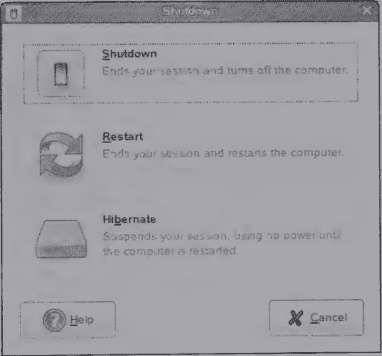 Shutdown
Shutdown
Ends your session and turns off the computer.
Restart
Ends your session and restarts the computer.
Hibernate
Suspends your session, using no power until
the computer is restarted.
Help
Cancel